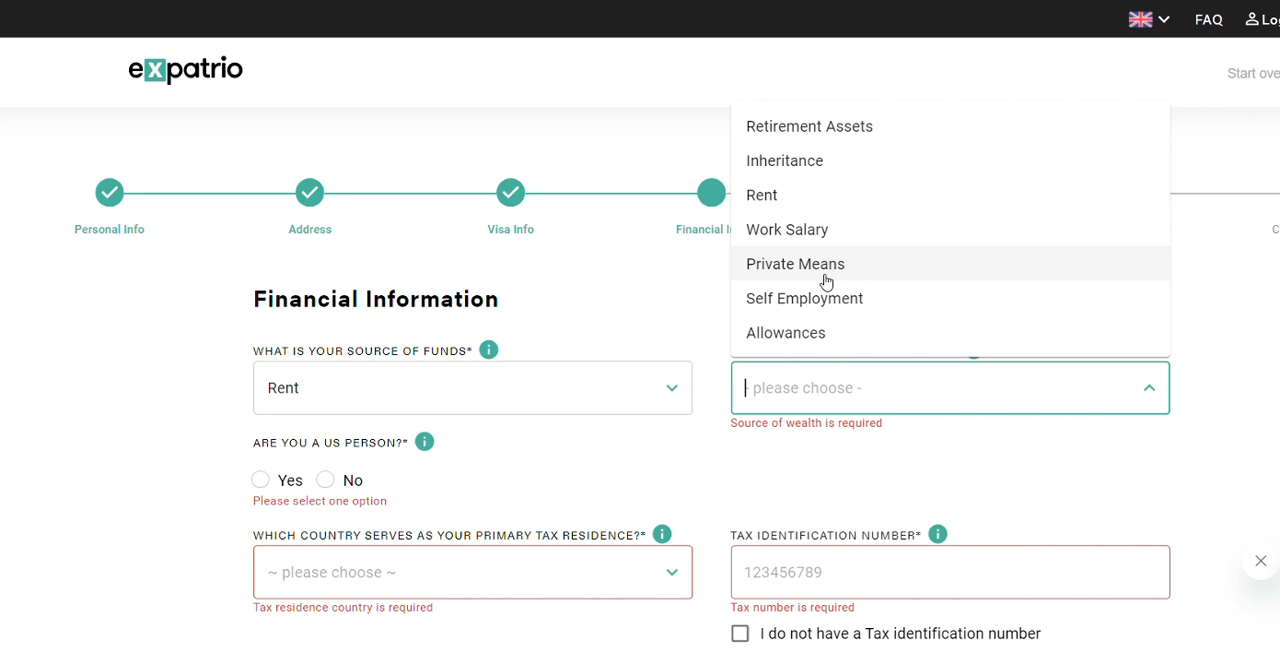 FAQ
Log
expatrio
Start ove
Retirement Assets
Inheritance
Rent
Work Salary
Private Means
Self Employment
Allowances
Personal Info
Address
Visa Info
Financial I
C
Financial Information
WHAT IS YOUR SOURCE OF FUNDS*
Rent
- please choose -
Source of wealth is required
ARE YOU A US PERSON?*
Yes No
Please select one option
WHICH COUNTRY SERVES AS YOUR PRIMARY TAX RESIDENCE?*
TAX IDENTIFICATION NUMBER*
~ please choose ~
123456789
Tax residence country is required
Tax number is required
I do not have a Tax identification number